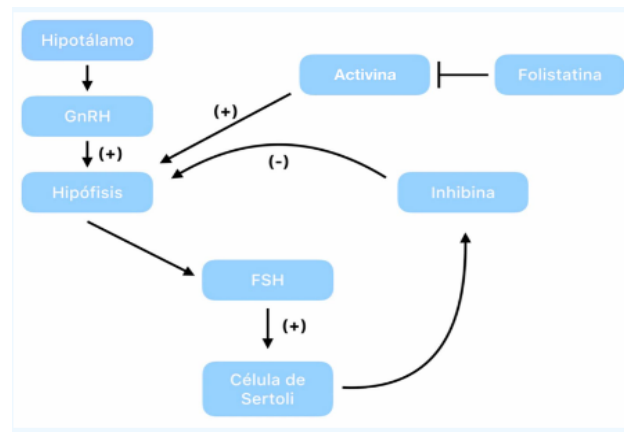 Hipotálamo
Activina
Folistatina
GnRH
(+)
(+)
(-)
Hipófisis
Inhibina
FSH
(+)
Célula de
Sertoli